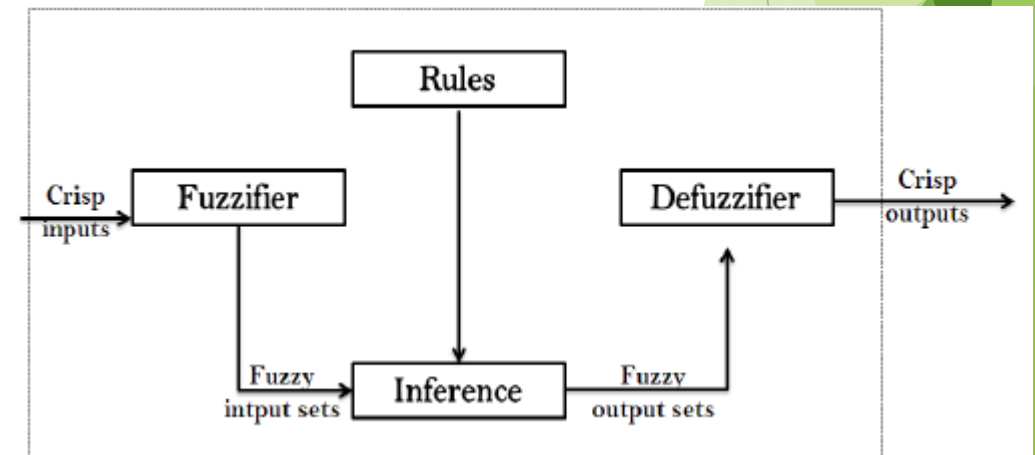 Rules
Crisp
inputs
Fuzzifier
Defuzzifier
Crisp
outputs
Fuzzy
intput sets
Inference
Fuzzy
output sets